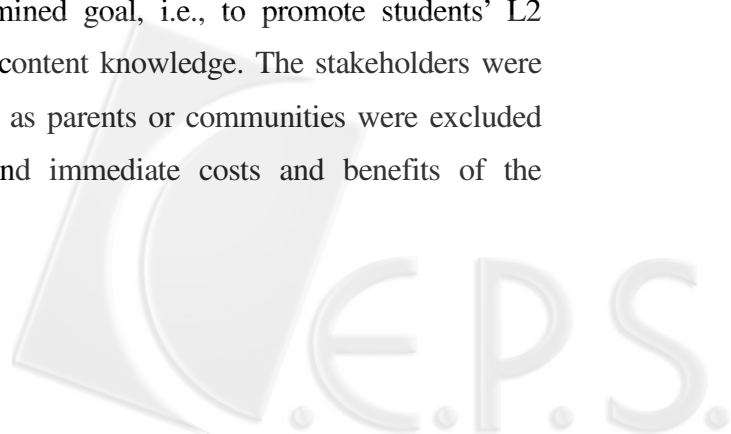 mined goal, i.e., to promote students’ L2
content knowledge. The stakeholders were
as parents or communities were excluded
nd immediate costs and benefits of the
C.E.P.S.